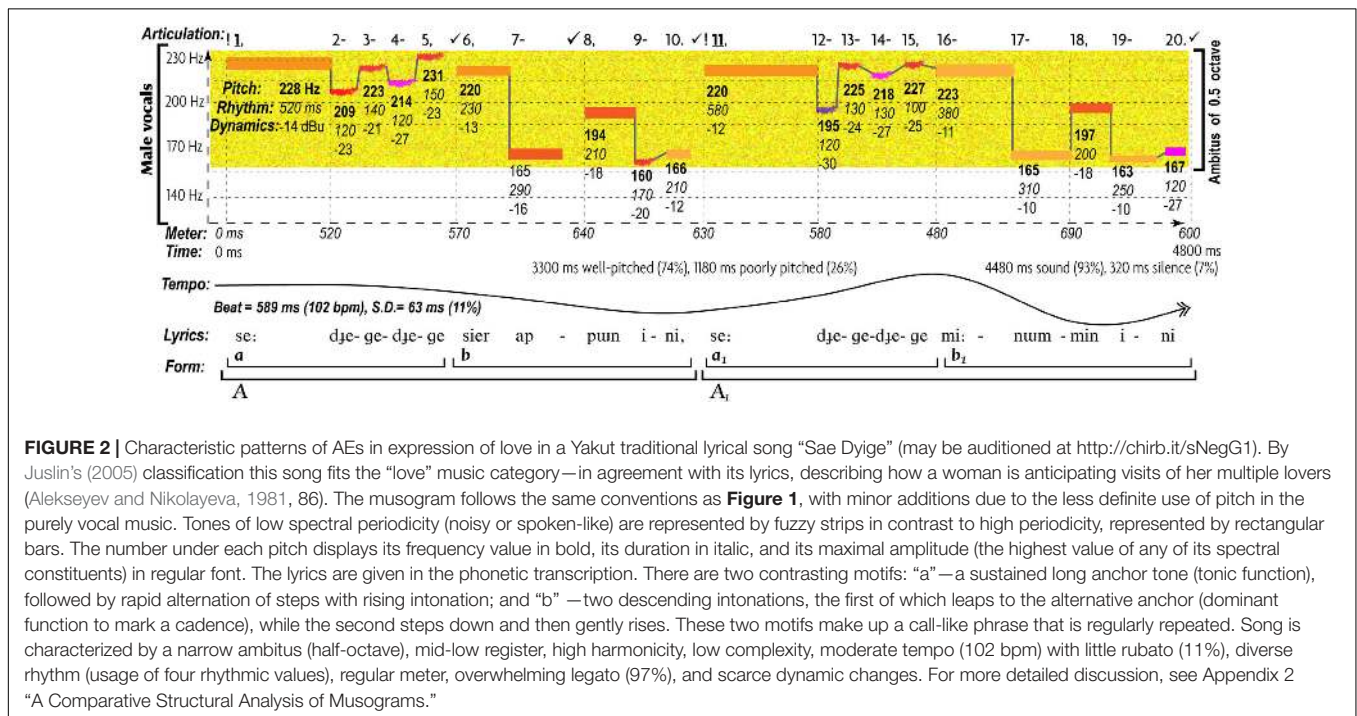 Articulation: ! 1, 2- 3- 4- 5, ✓ 6, 7- ✓ 8, 9- 10. ✓ ! 11, 12- 13- 14- 15, 16- 17- 18, 19- 20. ✓
230 Hz
Pitch: 228 Hz 209 223 214 231 220 165 194 160 166 220 195 225 218 227 223 165 197 163 167
200 Hz
Rhythm: 520 ms 120 140 120 150 230 290 210 170 210 580 120 130 130 100 380 310 200 250 120
Dynamics: -14 dBu -23 -21 -27 -23 -13 -16 -18 -20 -12 -12 -30 -24 -27 -25 -11 -10 -18 -10 -27
170 Hz
140 Hz
Male vocals
Ambitus of 0.5 octave
Meter: 0 ms 520 570 640 630 580 480 690 600
Time: 0 ms 4800 ms
3300 ms well-pitched (74%), 1180 ms poorly pitched (26%) 4480 ms sound (93%), 320 ms silence (7%)
Tempo:
Beat = 589 ms (102 bpm), S.D.= 63 ms (11%)
Lyrics: se: dʒe- ge- dʒe- ge sier ap - pɯn i - ni, se: dʒe- ge-dʒe- ge mi: - nɯm - min i - ni
a b a₁ b₁
Form:
A A₁
FIGURE 2 | Characteristic patterns of AEs in expression of love in a Yakut traditional lyrical song “Sae Dyige” (may be auditioned at http://chirb.it/sNegG1). By
Juslin’s (2005) classification this song fits the “love” music category—in agreement with its lyrics, describing how a woman is anticipating visits of her multiple lovers
(Alekseyev and Nikolayeva, 1981, 86). The musogram follows the same conventions as Figure 1, with minor additions due to the less definite use of pitch in the
purely vocal music. Tones of low spectral periodicity (noisy or spoken-like) are represented by fuzzy strips in contrast to high periodicity, represented by rectangular
bars. The number under each pitch displays its frequency value in bold, its duration in italic, and its maximal amplitude (the highest value of any of its spectral
constituents) in regular font. The lyrics are given in the phonetic transcription. There are two contrasting motifs: “a”—a sustained long anchor tone (tonic function),
followed by rapid alternation of steps with rising intonation; and “b” —two descending intonations, the first of which leaps to the alternative anchor (dominant
function to mark a cadence), while the second steps down and then gently rises. These two motifs make up a call-like phrase that is regularly repeated. Song is
characterized by a narrow ambitus (half-octave), mid-low register, high harmonicity, low complexity, moderate tempo (102 bpm) with little rubato (11%), diverse
rhythm (usage of four rhythmic values), regular meter, overwhelming legato (97%), and scarce dynamic changes. For more detailed discussion, see Appendix 2
“A Comparative Structural Analysis of Musograms.”